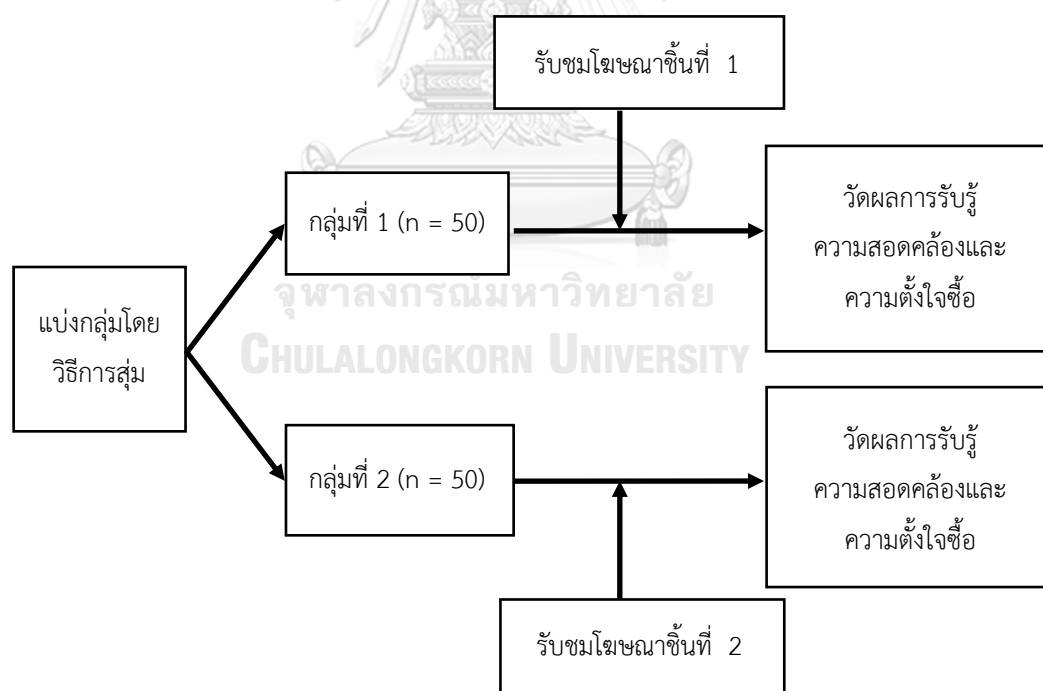 รับชมโฆษณาชิ้นที่ 1
กลุ่มที่ 1 (n = 50)
วัดผลการรับรู้
ความสอดคล้องและ
ความตั้งใจซื้อ
แบ่งกลุ่มโดย
วิธีการสุ่ม
จุฬาลงกรณ์มหาวิทยาลัย
CHULALONGKORN UNIVERSITY
กลุ่มที่ 2 (n = 50)
วัดผลการรับรู้
ความสอดคล้องและ
ความตั้งใจซื้อ
รับชมโฆษณาชิ้นที่ 2